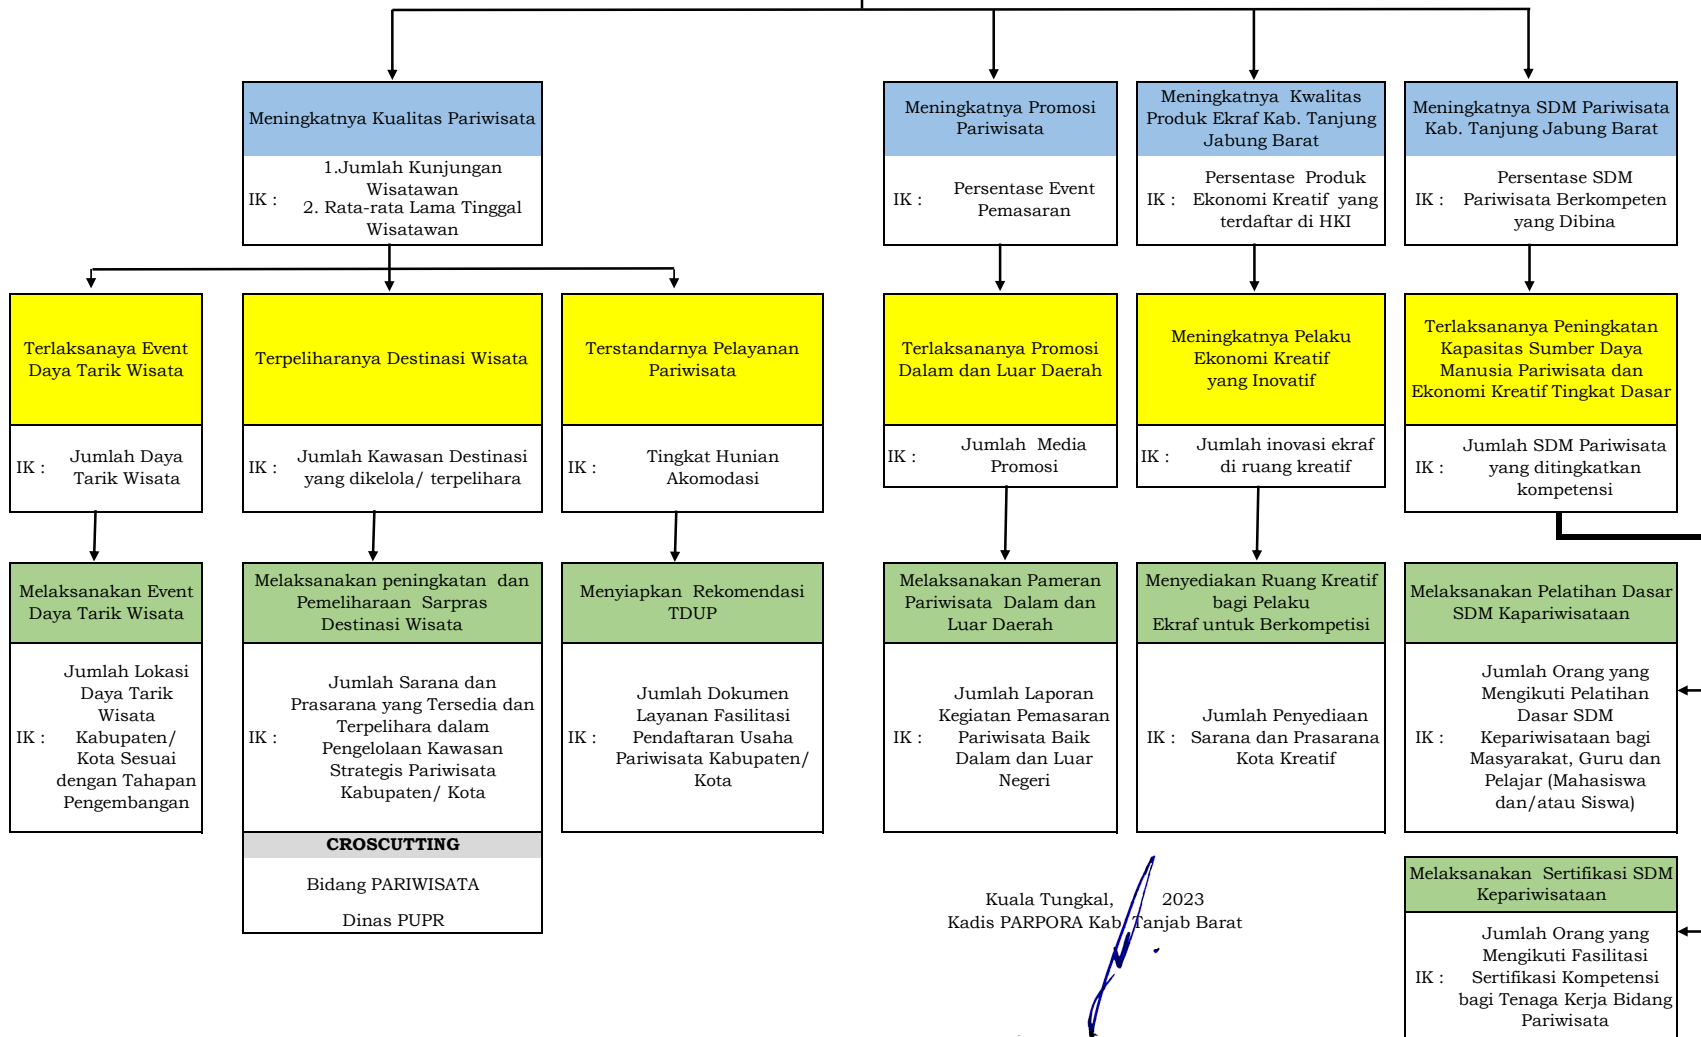 Meningkatnya Kualitas Pariwisata
IK :
1.Jumlah Kunjungan
Wisatawan
2. Rata-rata Lama Tinggal
Wisatawan
Meningkatnya Promosi
Pariwisata
IK :
Persentase Event
Pemasaran
Meningkatnya Kwalitas
Produk Ekraf Kab. Tanjung
Jabung Barat
IK :
Persentase Produk
Ekonomi Kreatif yang
terdaftar di HKI
Meningkatnya SDM Pariwisata
Kab. Tanjung Jabung Barat
IK :
Persentase SDM
Pariwisata Berkompeten
yang Dibina
Terlaksanaya Event
Daya Tarik Wisata
IK :
Jumlah Daya
Tarik Wisata
Terpeliharanya Destinasi Wisata
IK :
Jumlah Kawasan Destinasi
yang dikelola/ terpelihara
Terstandarnya Pelayanan
Pariwisata
IK :
Tingkat Hunian
Akomodasi
Terlaksananya Promosi
Dalam dan Luar Daerah
IK :
Jumlah Media
Promosi
Meningkatnya Pelaku
Ekonomi Kreatif
yang Inovatif
IK :
Jumlah inovasi ekraf
di ruang kreatif
Terlaksananya Peningkatan
Kapasitas Sumber Daya
Manusia Pariwisata dan
Ekonomi Kreatif Tingkat Dasar
IK :
Jumlah SDM Pariwisata
yang ditingkatkan
kompetensi
Melaksanakan Event
Daya Tarik Wisata
IK :
Jumlah Lokasi
Daya Tarik
Wisata
Kabupaten/
Kota Sesuai
dengan Tahapan
Pengembangan
Melaksanakan peningkatan dan
Pemeliharaan Sarpras
Destinasi Wisata
IK :
Jumlah Sarana dan
Prasarana yang Tersedia dan
Terpelihara dalam
Pengelolaan Kawasan
Strategis Pariwisata
Kabupaten/ Kota
CROSCUTTING
Bidang PARIWISATA
Dinas PUPR
Menyiapkan Rekomendasi
TDUP
IK :
Jumlah Dokumen
Layanan Fasilitasi
Pendaftaran Usaha
Pariwisata Kabupaten/
Kota
Melaksanakan Pameran
Pariwisata Dalam dan
Luar Daerah
IK :
Jumlah Laporan
Kegiatan Pemasaran
Pariwisata Baik
Dalam dan Luar
Negeri
Menyediakan Ruang Kreatif
bagi Pelaku
Ekraf untuk Berkompetisi
IK :
Jumlah Penyediaan
Sarana dan Prasarana
Kota Kreatif
Melaksanakan Pelatihan Dasar
SDM Kapariwisataan
IK :
Jumlah Orang yang
Mengikuti Pelatihan
Dasar SDM
Kepariwisataan bagi
Masyarakat, Guru dan
Pelajar (Mahasiswa
dan/atau Siswa)
Melaksanakan Sertifikasi SDM
Kepariwisataan
IK :
Jumlah Orang yang
Mengikuti Fasilitasi
Sertifikasi Kompetensi
bagi Tenaga Kerja Bidang
Pariwisata
Kuala Tungkal, 2023
Kadis PARPORA Kab. Tanjab Barat